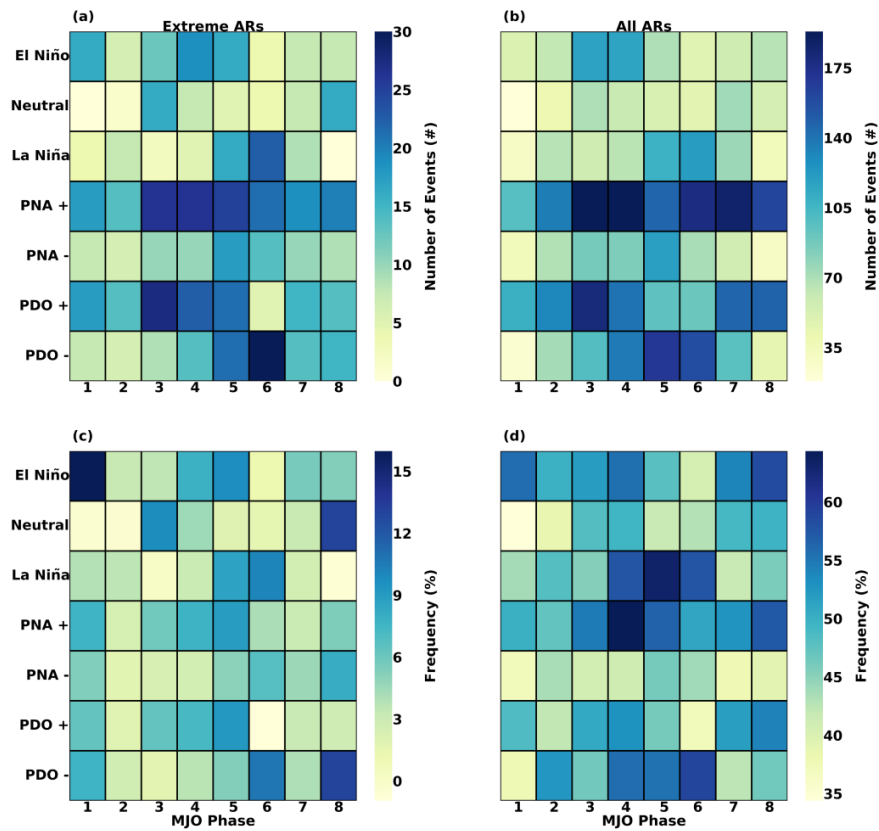 (a)
Extreme ARs
El Niño
Neutral
La Niña
PNA +
PNA -
PDO +
PDO -
1 2 3 4 5 6 7 8
30
25
20
15
10
5
0
Number of Events (#)
(b)
All ARs
1 2 3 4 5 6 7 8
175
140
105
70
35
Number of Events (#)
(c)
El Niño
Neutral
La Niña
PNA +
PNA -
PDO +
PDO -
1 2 3 4 5 6 7 8
MJO Phase
15
12
9
6
3
0
Frequency (%)
(d)
1 2 3 4 5 6 7 8
MJO Phase
60
55
50
45
40
35
Frequency (%)